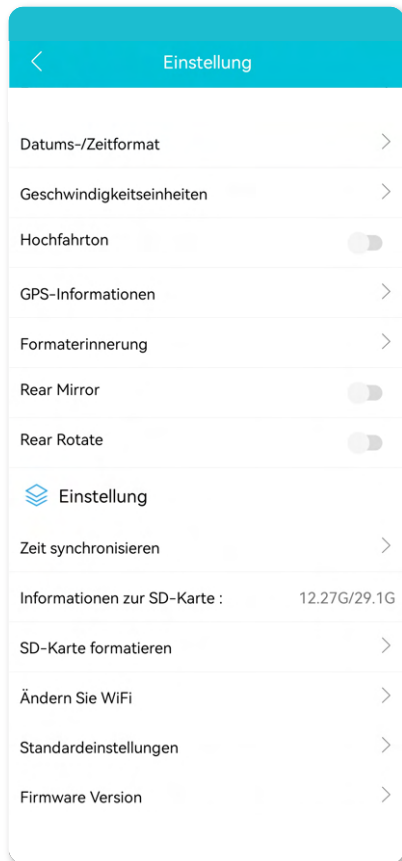 Einstellung
Datums-/Zeitformat
Geschwindigkeitseinheiten
Hochfahrton
GPS-Informationen
Formaterinnerung
Rear Mirror
Rear Rotate
Einstellung
Zeit synchronisieren
Informationen zur SD-Karte : 12.27G/29.1G
SD-Karte formatieren
Ändern Sie WiFi
Standardeinstellungen
Firmware Version